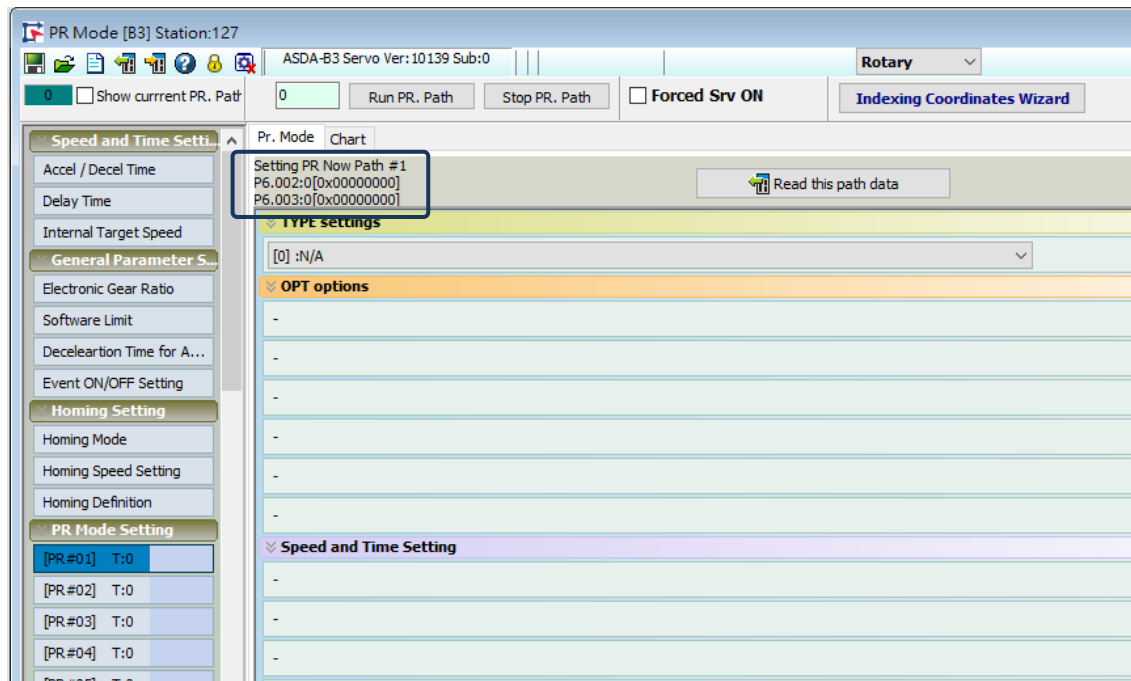 PR Mode [B3] Station:127
ASDA-B3 Servo Ver:10139 Sub:0
Rotary
0
Show currrent PR. Path
0
Run PR. Path
Stop PR. Path
Forced Srv ON
Indexing Coordinates Wizard
Speed and Time Setti...
Accel / Decel Time
Delay Time
Internal Target Speed
General Parameter S...
Electronic Gear Ratio
Software Limit
Deceleartion Time for A...
Event ON/OFF Setting
Homing Setting
Homing Mode
Homing Speed Setting
Homing Definition
PR Mode Setting
[PR#01] T:0
[PR#02] T:0
[PR#03] T:0
[PR#04] T:0
Pr. Mode
Chart
Setting PR Now Path #1
P6.002:0[0x00000000]
P6.003:0[0x00000000]
Read this path data
TYPE settings
[0] :N/A
OPT options
-
-
-
-
-
-
Speed and Time Setting
-
-
-